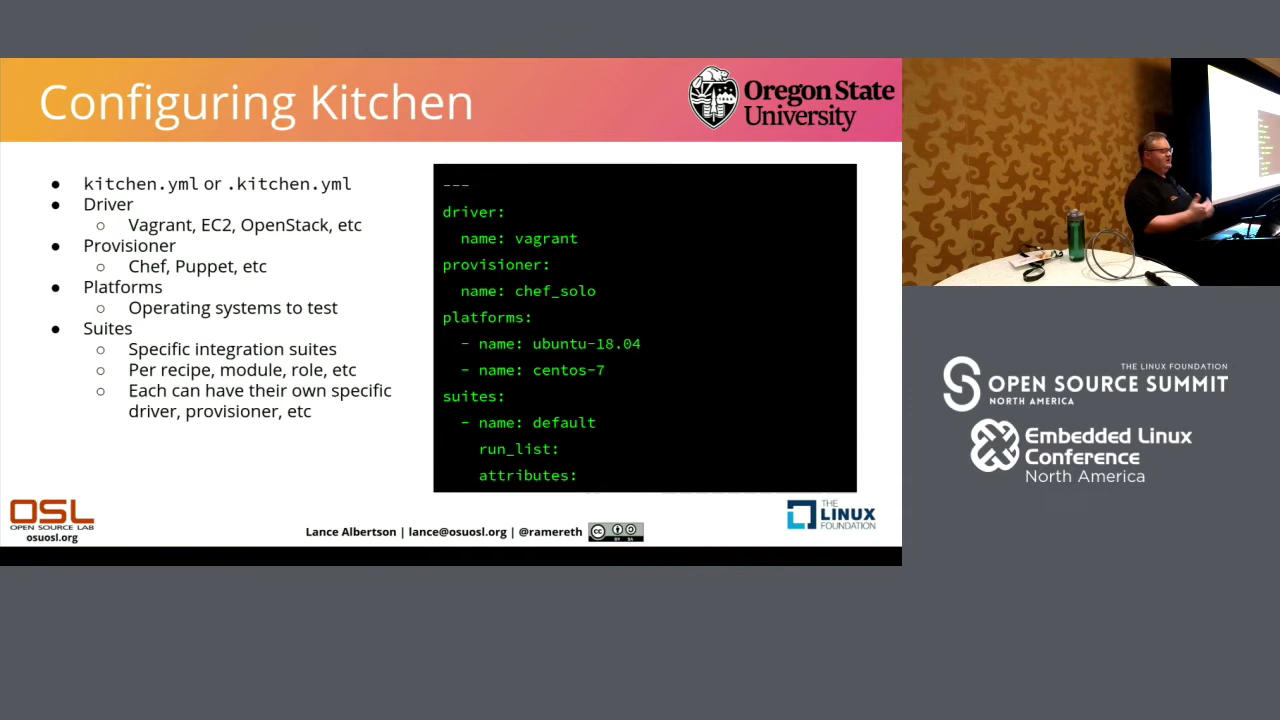 Configuring Kitchen
Oregon State
University
● kitchen.yml or .kitchen.yml
● Driver
○ Vagrant, EC2, OpenStack, etc
● Provisioner
○ Chef, Puppet, etc
● Platforms
○ Operating systems to test
● Suites
○ Specific integration suites
○ Per recipe, module, role, etc
○ Each can have their own specific
driver, provisioner, etc
---
driver:
  name: vagrant
provisioner:
  name: chef_solo
platforms:
  - name: ubuntu-18.04
  - name: centos-7
suites:
  - name: default
    run_list:
    attributes:
OSL
OPEN SOURCE LAB
osuosl.org
Lance Albertson | lance@osuosl.org | @ramereth
CC BY SA
THE
LINUX
FOUNDATION
THE LINUX FOUNDATION
OPEN SOURCE SUMMIT
NORTH AMERICA
Embedded Linux
Conference
North America